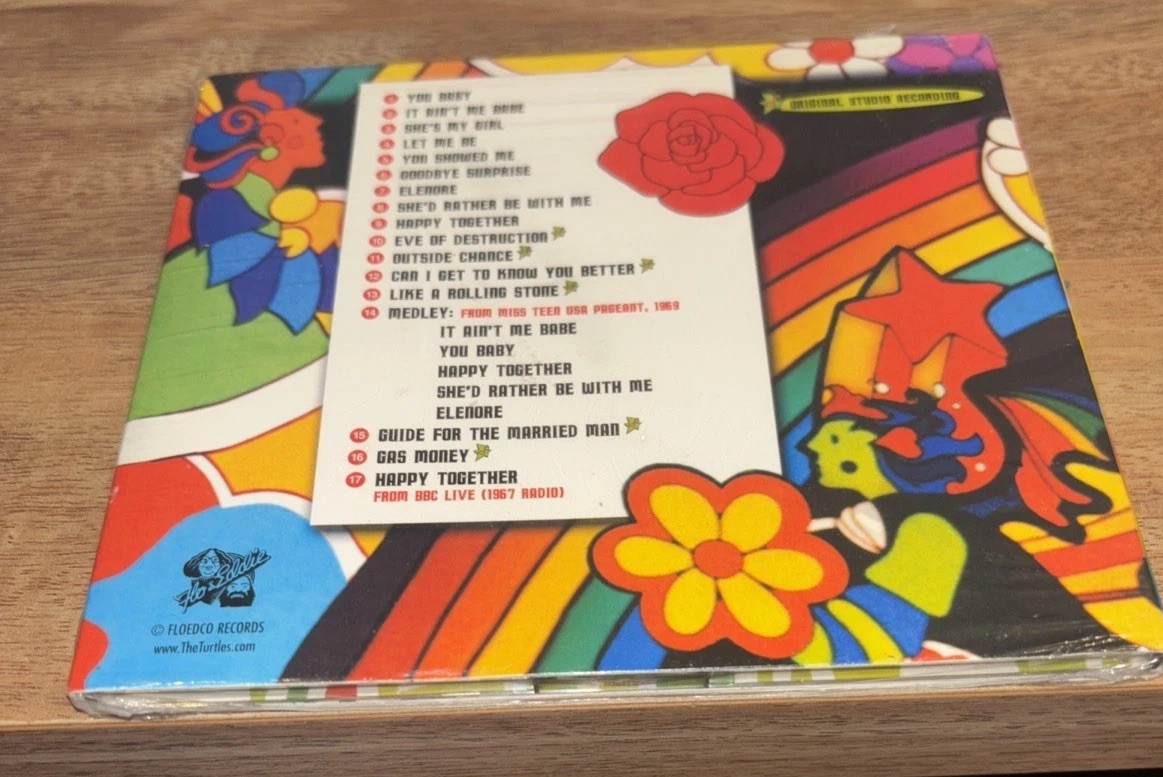 1 YOU BABY
2 IT AIN'T ME BABE
3 SHE'S MY GIRL
4 LET ME BE
5 YOU SHOWED ME
6 GOODBYE SURPRISE
7 ELENORE
8 SHE'D RATHER BE WITH ME
9 HAPPY TOGETHER
10 EVE OF DESTRUCTION
11 OUTSIDE CHANCE
12 CAN I GET TO KNOW YOU BETTER
13 LIKE A ROLLING STONE
14 MEDLEY: FROM MISS TEEN USA PAGEANT, 1969
IT AIN'T ME BABE
YOU BABY
HAPPY TOGETHER
SHE'D RATHER BE WITH ME
ELENORE
15 GUIDE FOR THE MARRIED MAN
16 GAS MONEY
17 HAPPY TOGETHER
FROM BBC LIVE (1967 RADIO)
ORIGINAL STUDIO RECORDING
Flo & Eddie
© FLOEDCO RECORDS
www.TheTurtles.com